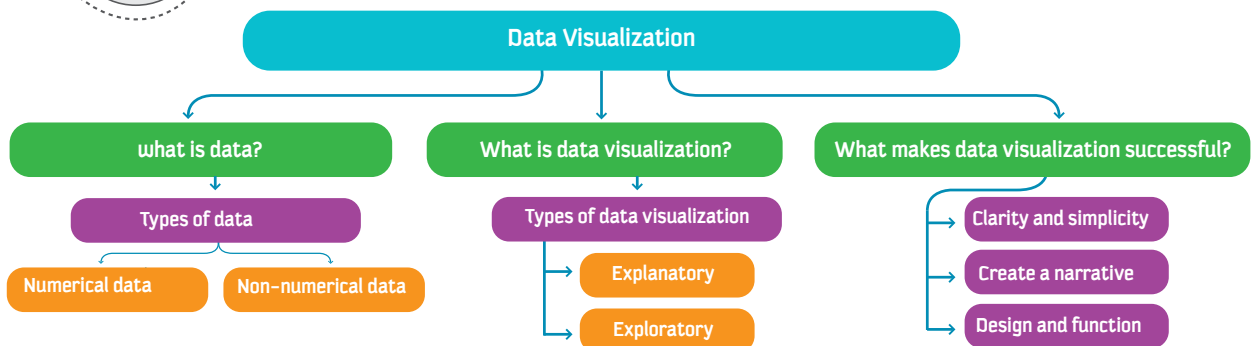 Data Visualization
what is data?
What is data visualization?
What makes data visualization successful?
Types of data
Types of data visualization
Clarity and simplicity
Numerical data
Non-numerical data
Explanatory
Create a narrative
Exploratory
Design and function